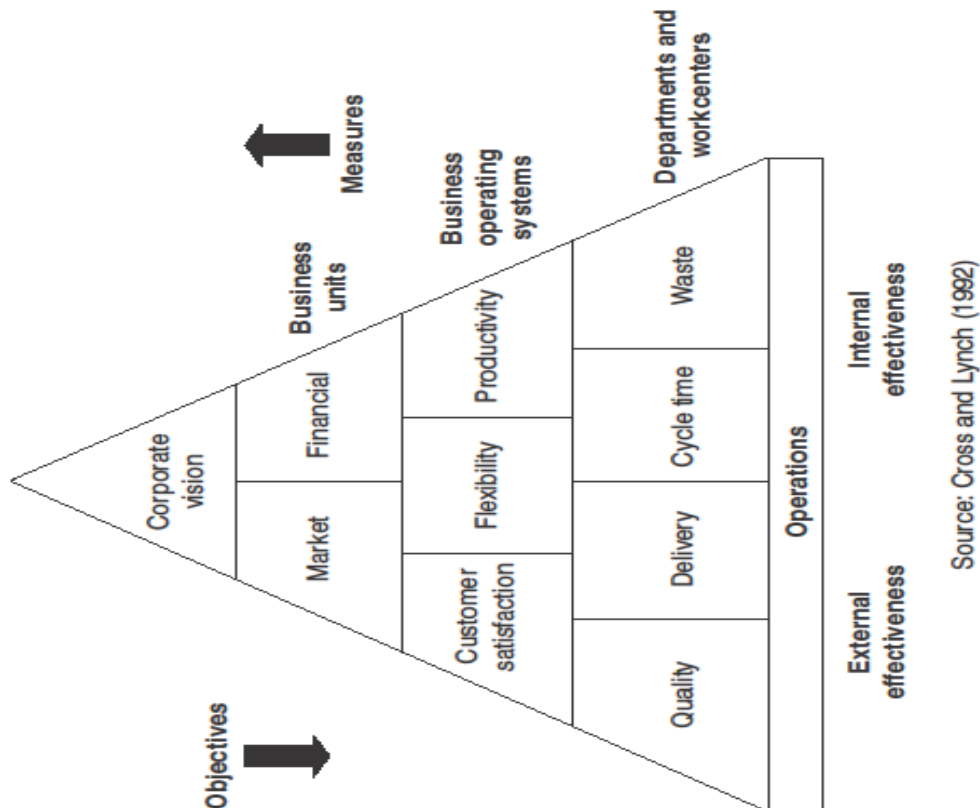 Objectives
Measures
Corporate
vision
Market
Financial
Business
units
Customer
satisfaction
Flexibility
Productivity
Business
operating
systems
Quality
Delivery
Cycle time
Waste
Departments and
workcenters
Operations
External
effectiveness
Internal
effectiveness
Source: Cross and Lynch (1992)